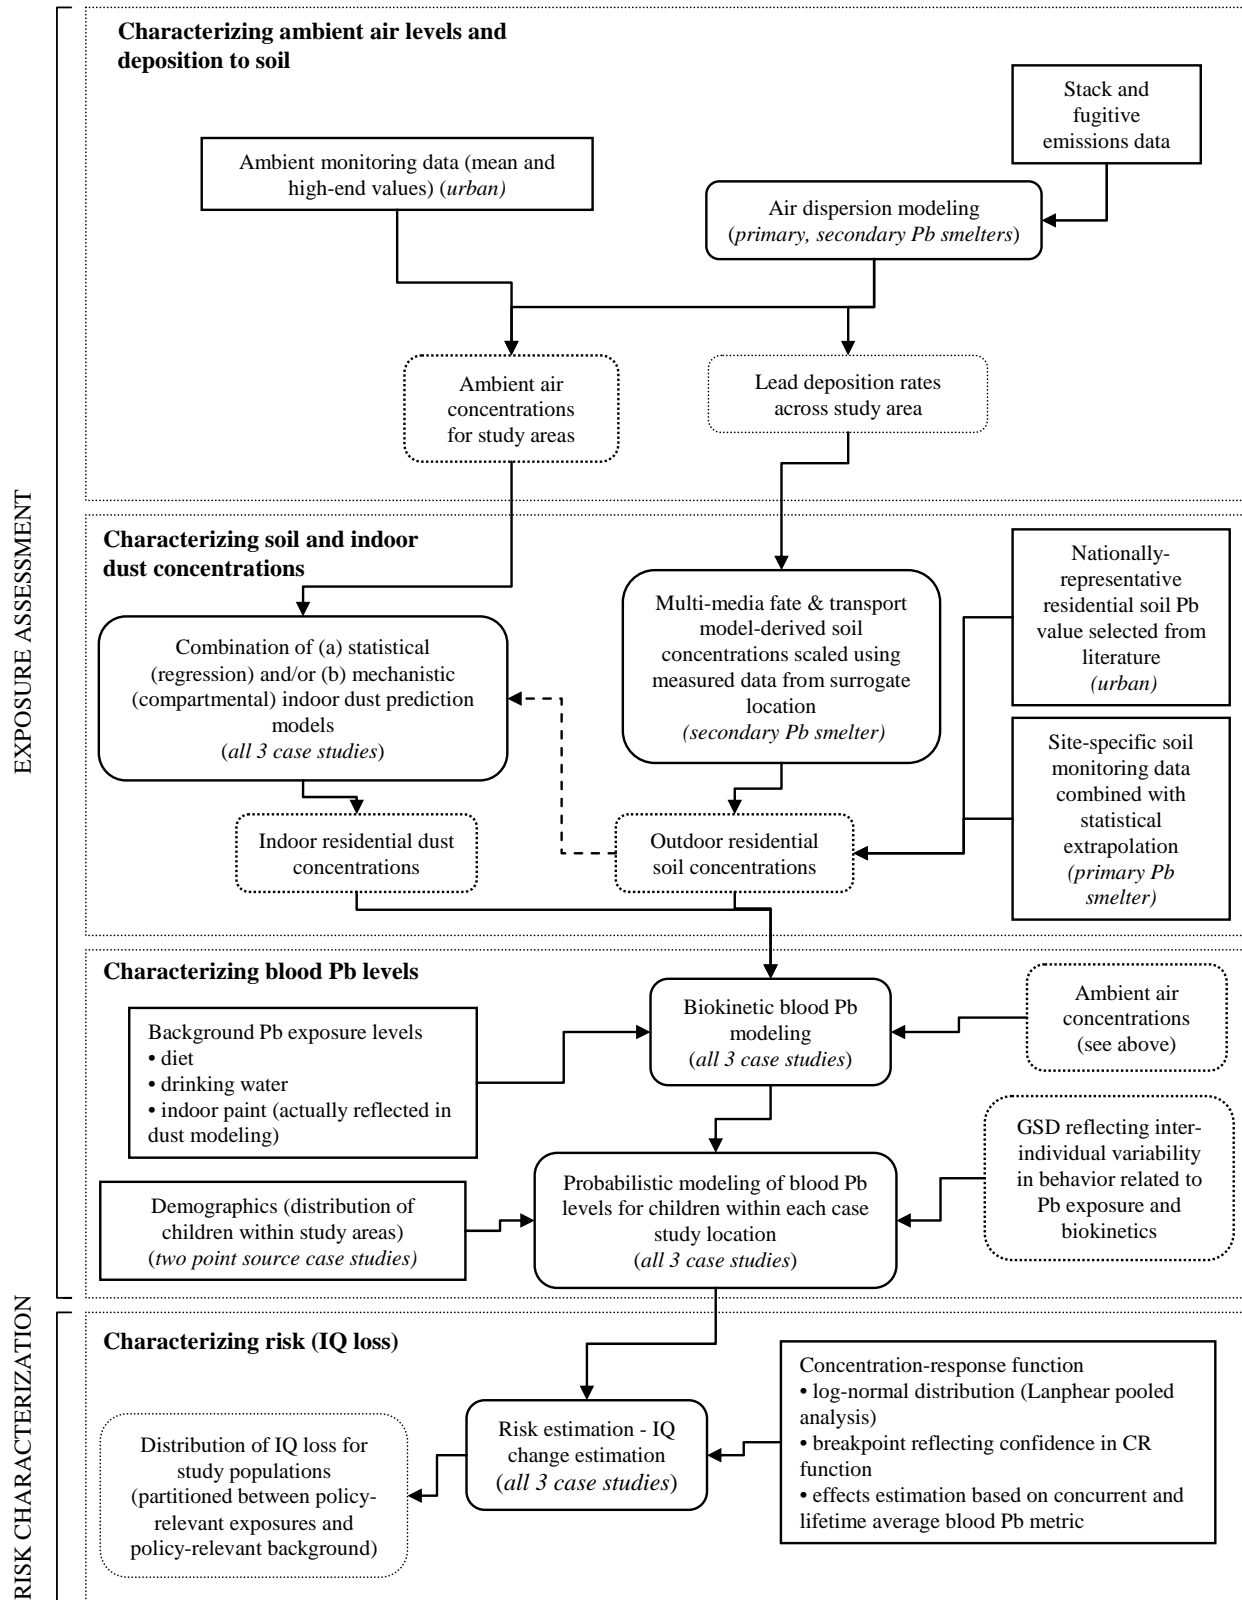 Characterizing ambient air levels and
deposition to soil
Stack and
fugitive
emissions data
Ambient monitoring data (mean and
high-end values) (urban)
Air dispersion modeling
(primary, secondary Pb smelters)
Ambient air
concentrations
for study areas
Lead deposition rates
across study area
EXPOSURE ASSESSMENT
Characterizing soil and indoor
dust concentrations
Nationally-
representative
residential soil Pb
value selected from
literature
(urban)
Multi-media fate & transport
model-derived soil
concentrations scaled using
measured data from surrogate
location
(secondary Pb smelter)
Combination of (a) statistical
(regression) and/or (b) mechanistic
(compartmental) indoor dust prediction
models
(all 3 case studies)
Site-specific soil
monitoring data
combined with
statistical
extrapolation
(primary Pb
smelter)
Indoor residential dust
concentrations
Outdoor residential
soil concentrations
Characterizing blood Pb levels
Biokinetic blood Pb
modeling
(all 3 case studies)
Ambient air
concentrations
(see above)
Background Pb exposure levels
• diet
• drinking water
• indoor paint (actually reflected in
dust modeling)
GSD reflecting inter-
individual variability
in behavior related to
Pb exposure and
biokinetics
Probabilistic modeling of blood Pb
levels for children within each case
study location
(all 3 case studies)
Demographics (distribution of
children within study areas)
(two point source case studies)
RISK CHARACTERIZATION
Characterizing risk (IQ loss)
Concentration-response function
• log-normal distribution (Lanphear pooled
analysis)
• breakpoint reflecting confidence in CR
function
• effects estimation based on concurrent and
lifetime average blood Pb metric
Risk estimation - IQ
change estimation
(all 3 case studies)
Distribution of IQ loss for
study populations
(partitioned between policy-
relevant exposures and
policy-relevant background)